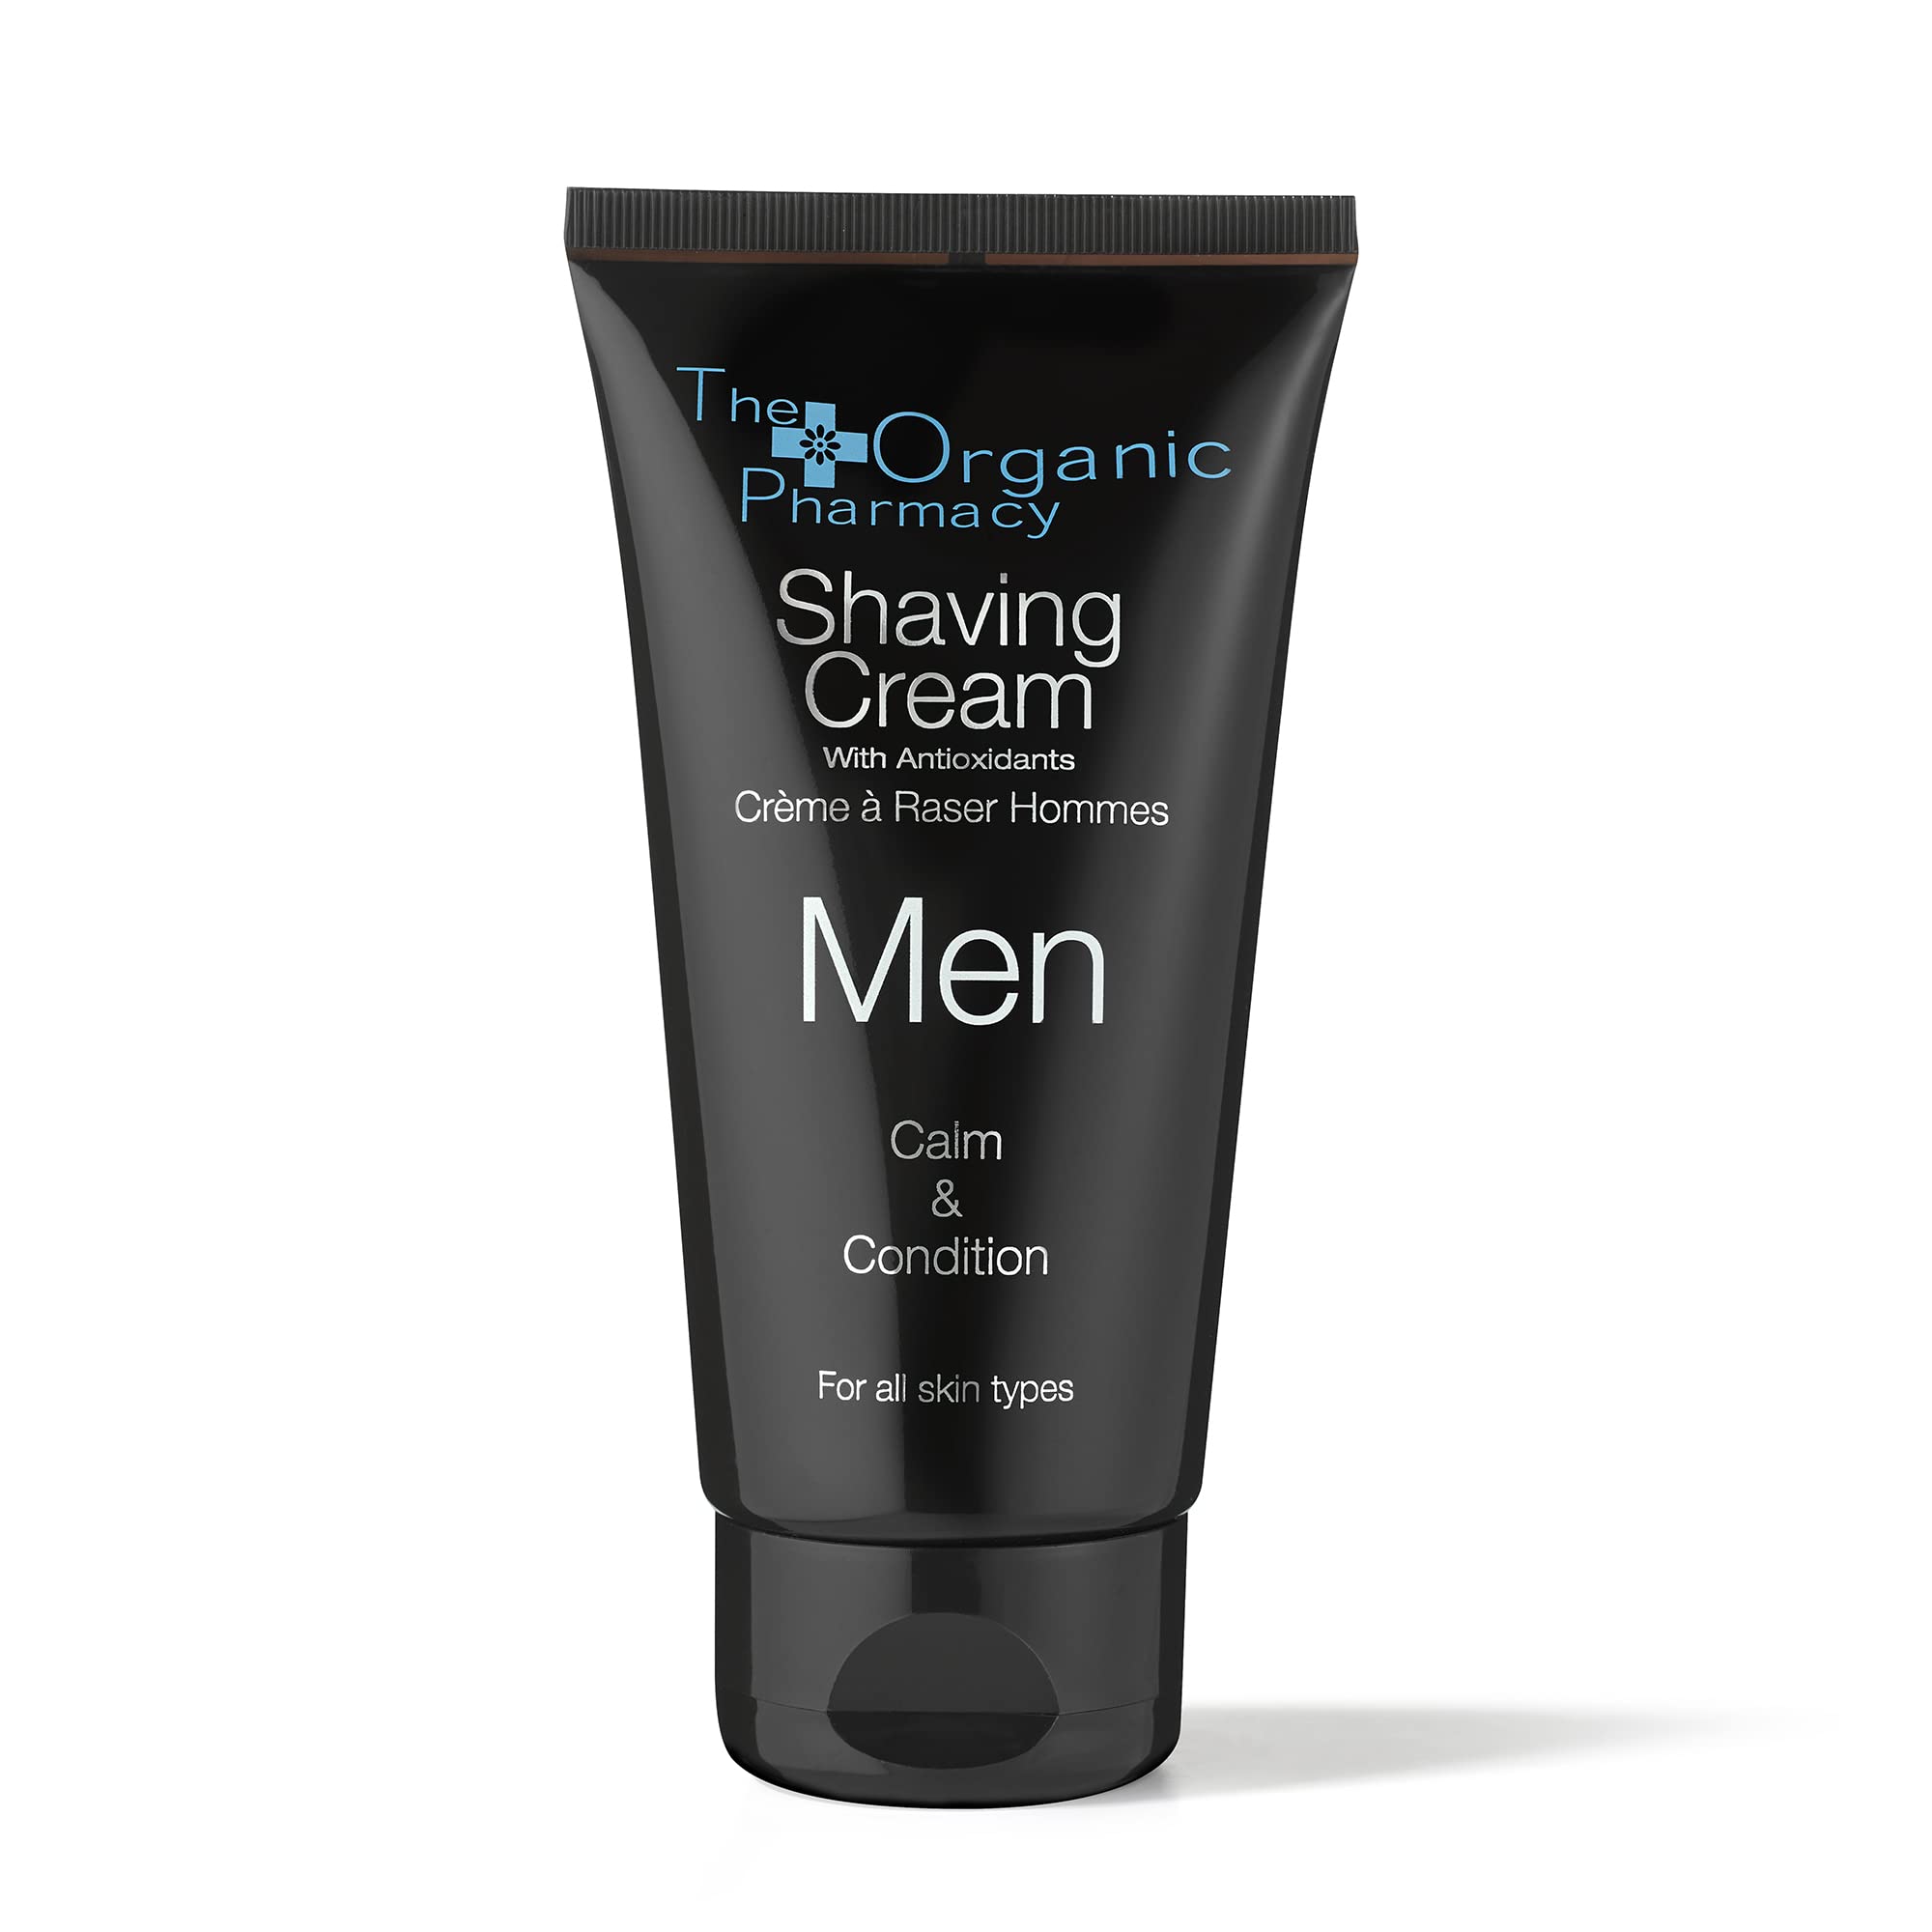 The Organic
Pharmacy
Shaving
Cream
With Antioxidants
Crème à Raser Hommes
Men
Calm
&
Condition
For all skin types